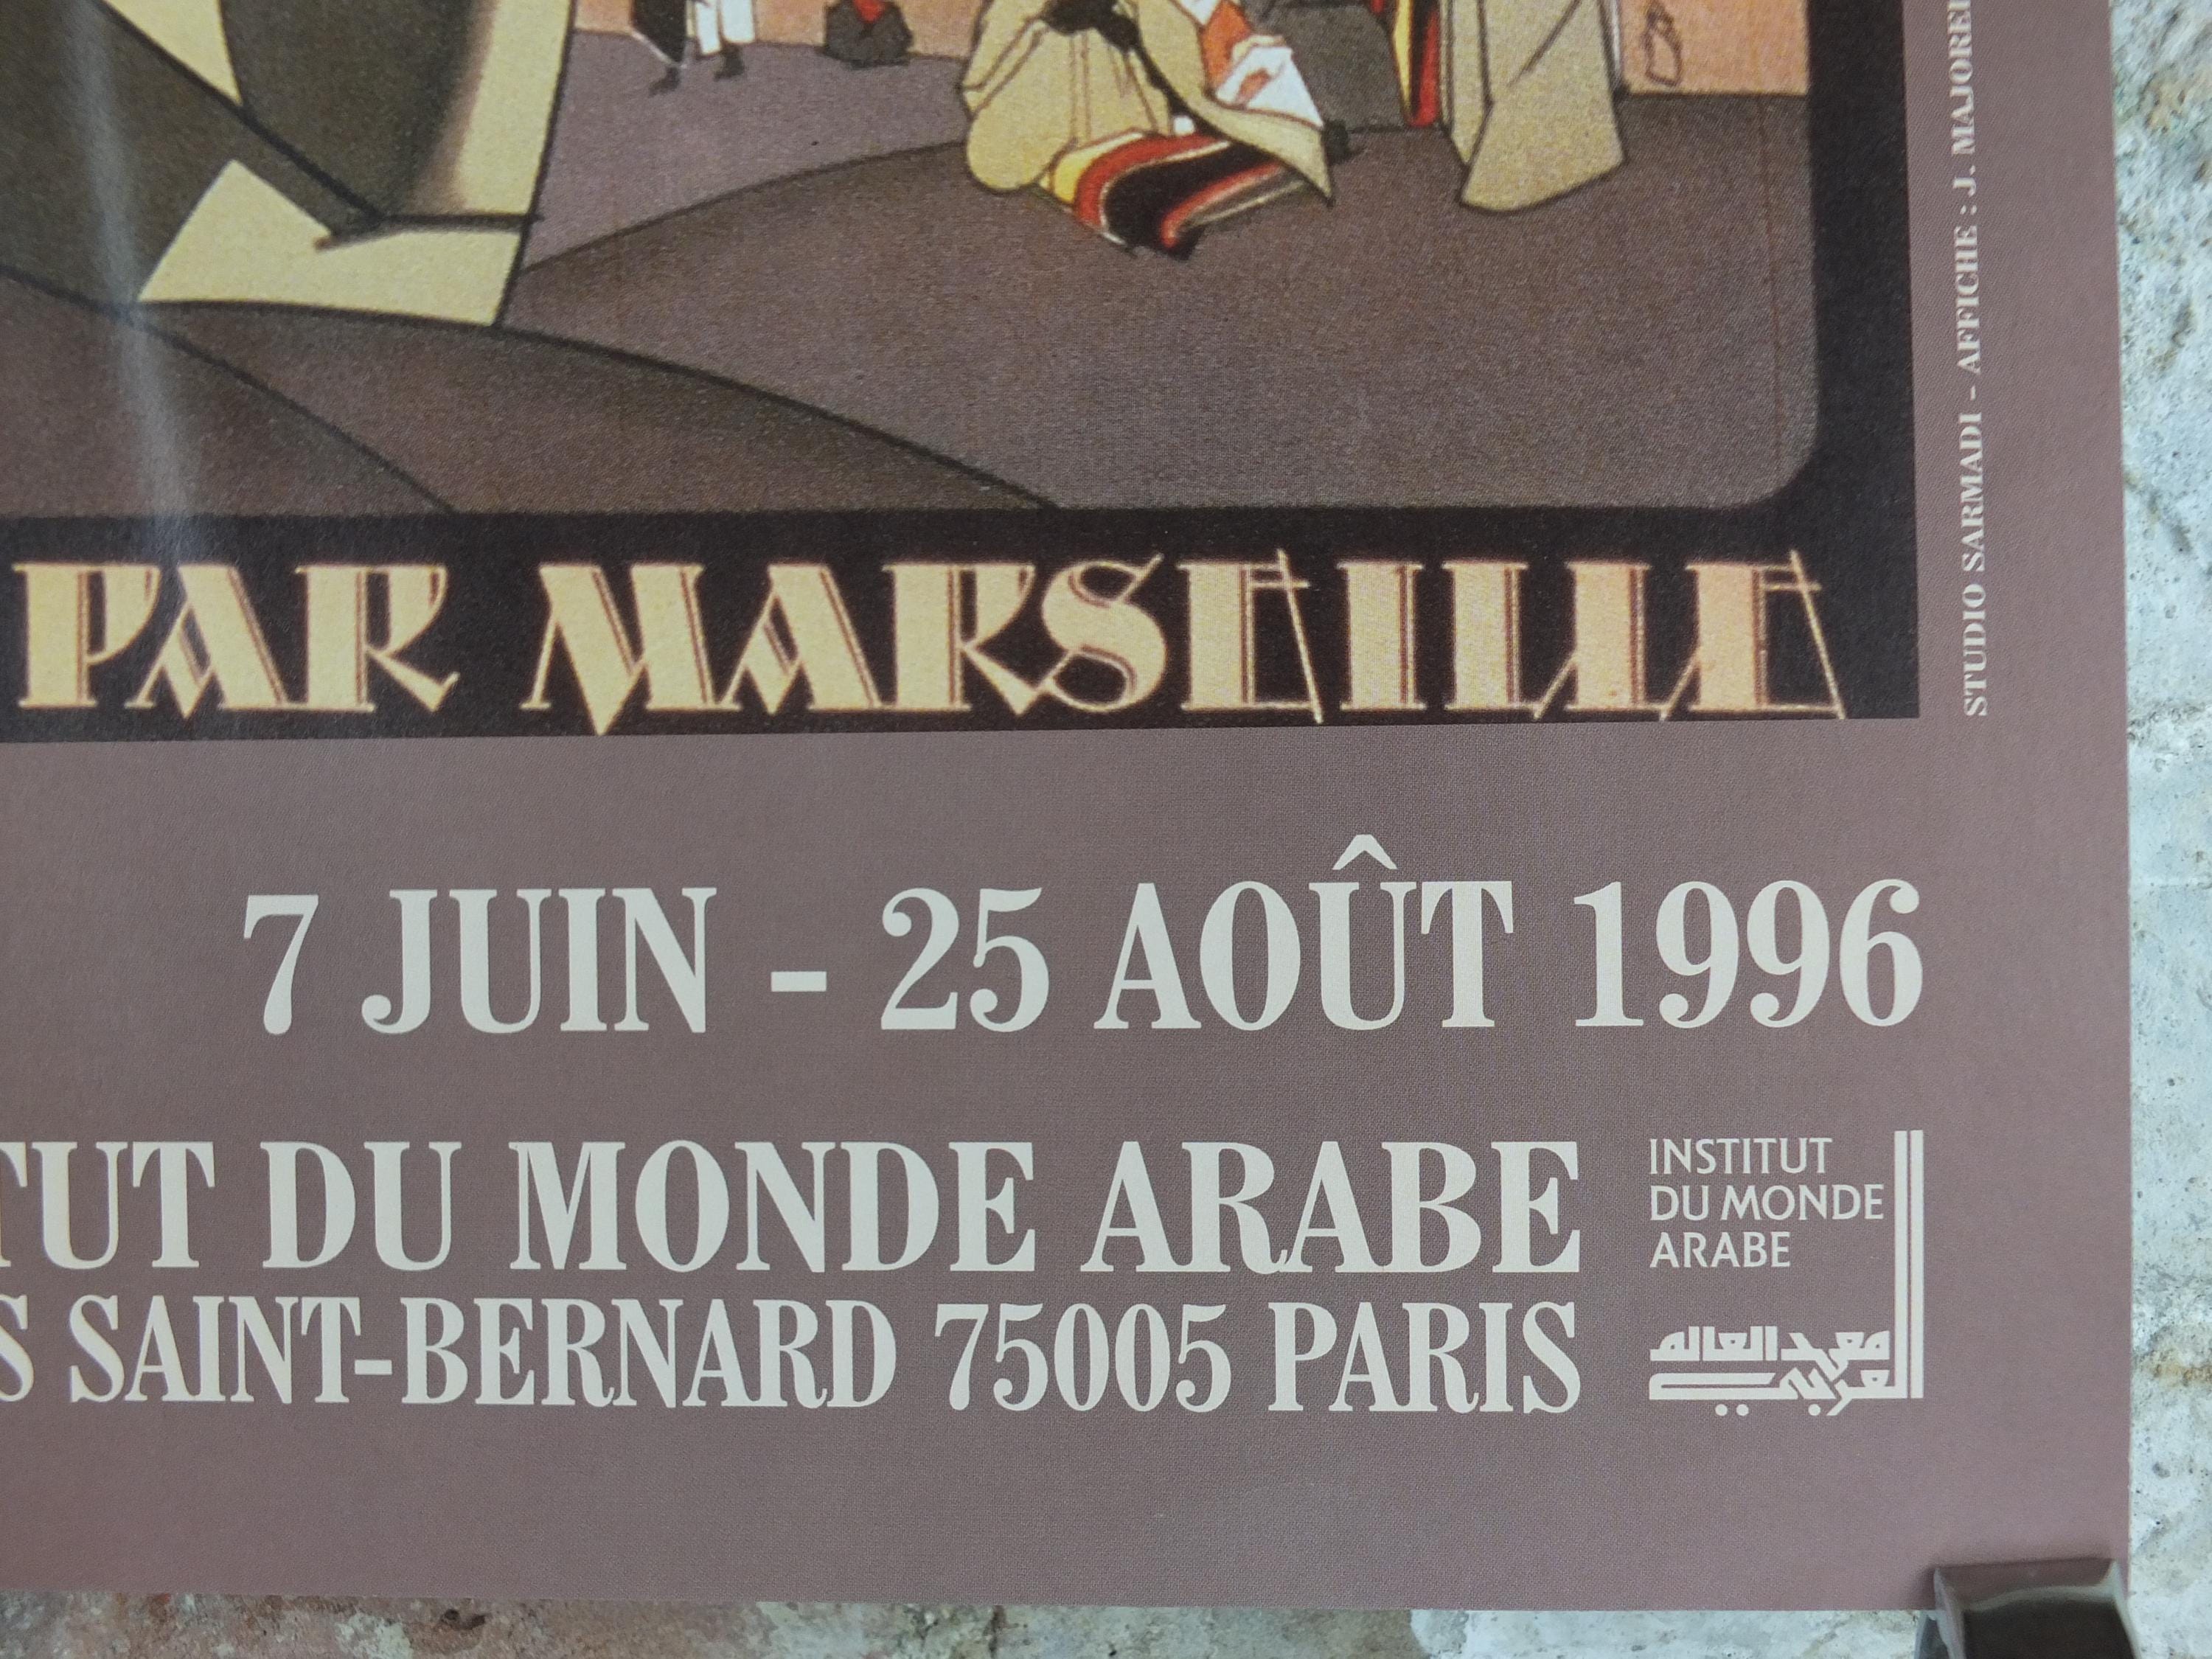 PAR MARSEILLE
STUDIO SARMADI - AFFICHE : J. MAJOREL
7 JUIN - 25 AOÛT 1996
TUT DU MONDE ARABE
S SAINT-BERNARD 75005 PARIS
INSTITUT
DU MONDE
ARABE
معهد العالم
العربي